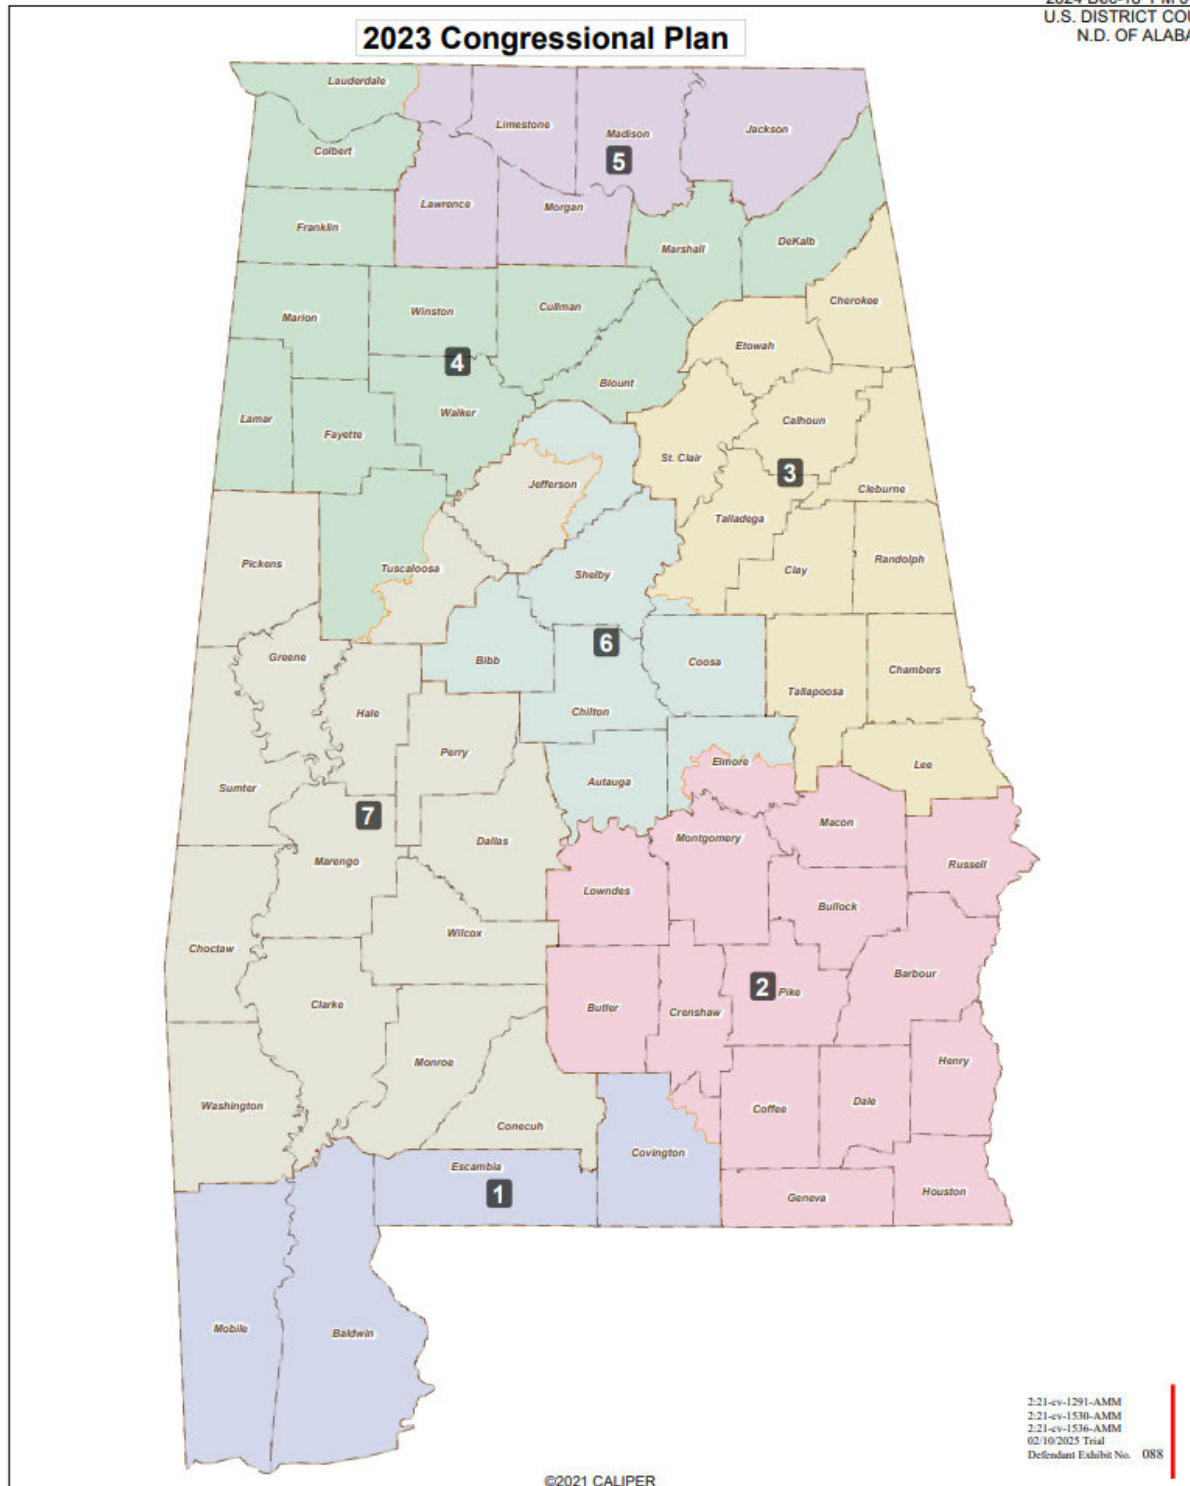 U.S. DISTRICT COU
N.D. OF ALABA
2023 Congressional Plan
Lauderdale
Limestone
Madison
Jackson
5
Colbert
Lawrence
Morgan
Franklin
Marshall
DeKalb
Cherokee
Marion
Winston
Cullman
Etowah
4
Blount
Lamar
Fayette
Walker
Calhoun
St. Clair
3
Jefferson
Cleburne
Talladega
Pickens
Tuscaloosa
Shelby
Clay
Randolph
Greene
Bibb
6
Coosa
Chambers
Tallapoosa
Hale
Chilton
Perry
Elmore
Lee
Sumter
Autauga
7
Macon
Dallas
Montgomery
Marengo
Russell
Lowndes
Bullock
Choctaw
Wilcox
Barbour
Clarke
Butler
Crenshaw
2
Pike
Monroe
Henry
Washington
Conecuh
Coffee
Dale
Covington
Escambia
1
Geneva
Houston
Mobile
Baldwin
2:21-cv-1291-AMM
2:21-cv-1530-AMM
2:21-cv-1536-AMM
02/10/2025 Trial
Defendant Exhibit No. 088
©2021 CALIPER